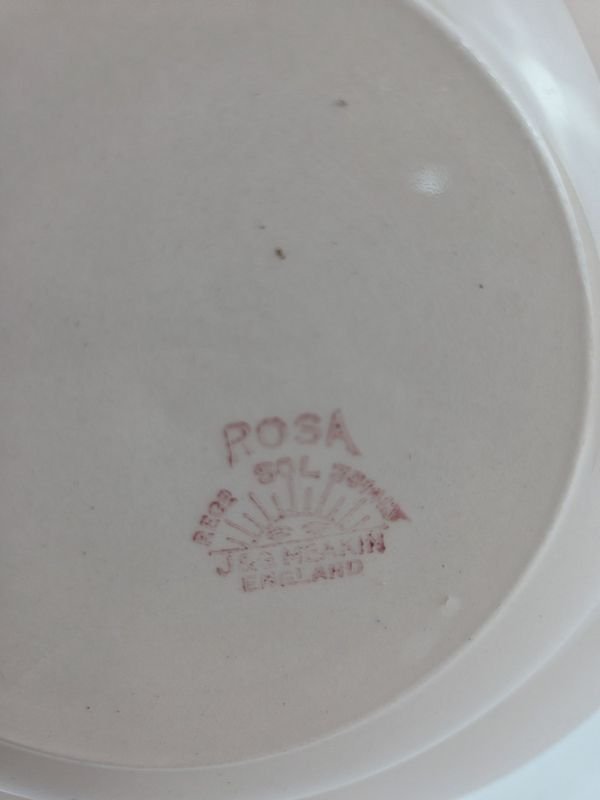 ROSA
REGD SOL
J&G MEAKIN
ENGLAND